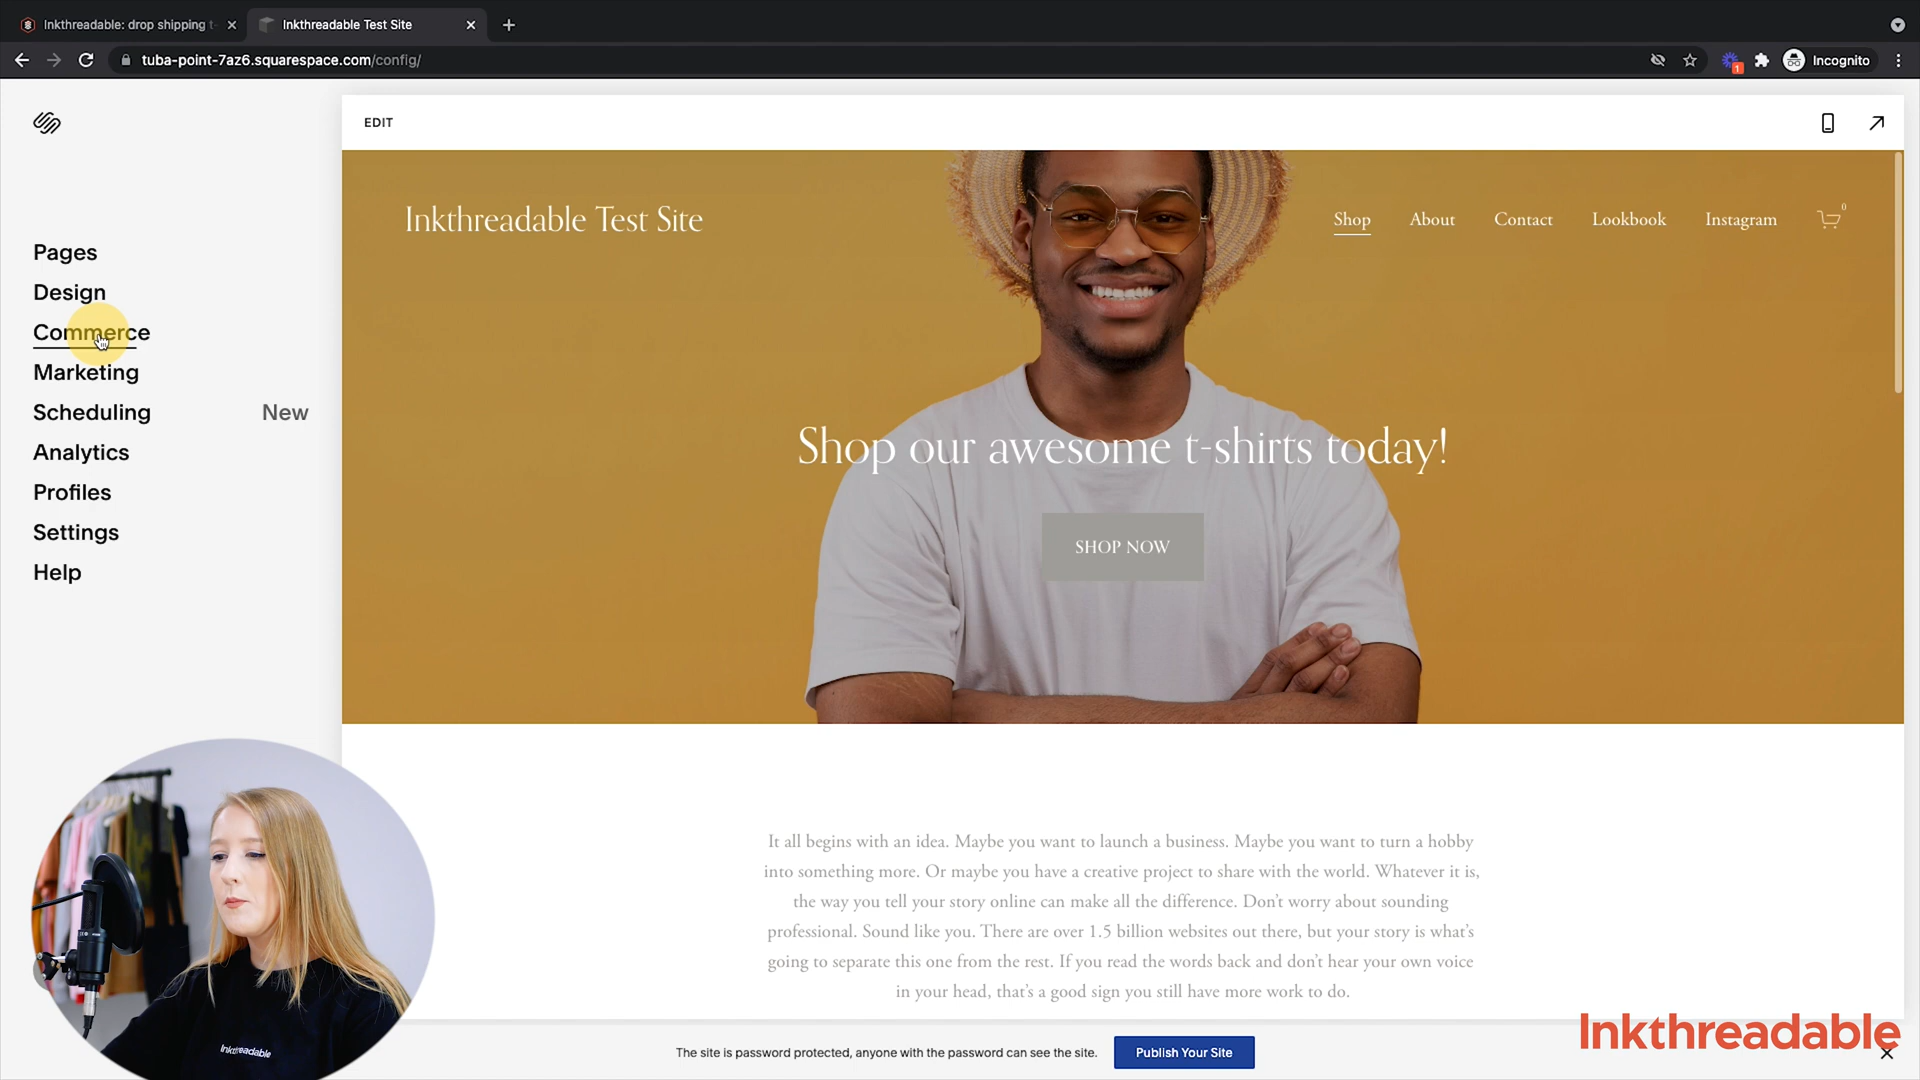 Inkthreadable: drop shipping t-
Inkthreadable Test Site
tuba-point-7az6.squarespace.com/config/
1
Incognito
EDIT
Pages
Design
Commerce
Marketing
Scheduling New
Analytics
Profiles
Settings
Help
Inkthreadable Test Site
Shop About Contact Lookbook Instagram 0
Shop our awesome t-shirts today!
SHOP NOW
It all begins with an idea. Maybe you want to launch a business. Maybe you want to turn a hobby
into something more. Or maybe you have a creative project to share with the world. Whatever it is,
the way you tell your story online can make all the difference. Don't worry about sounding
professional. Sound like you. There are over 1.5 billion websites out there, but your story is what's
going to separate this one from the rest. If you read the words back and don't hear your own voice
in your head, that's a good sign you still have more work to do.
The site is password protected, anyone with the password can see the site.
Publish Your Site
Inkthreadable
Inkthreadable